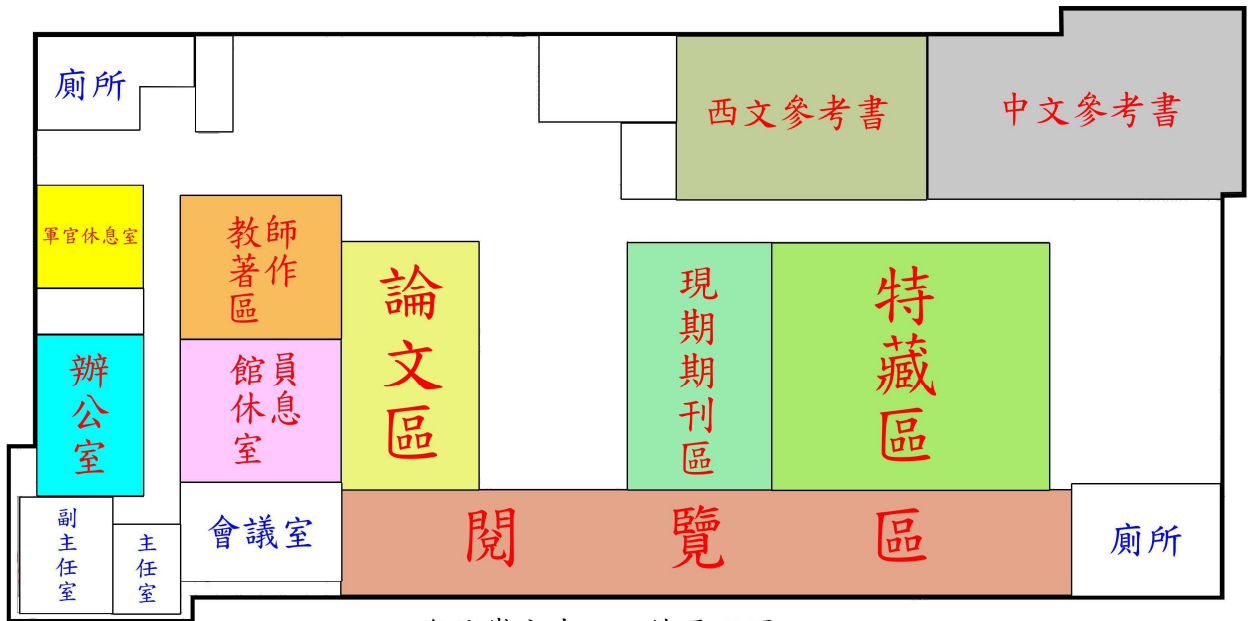 廁所
西文參考書
中文參考書
軍官休息室
教師
著作
區
論文區
現期期刊區
特藏區
辦公室
館員
休息
室
副主任室
主任室
會議室
閱覽區
廁所